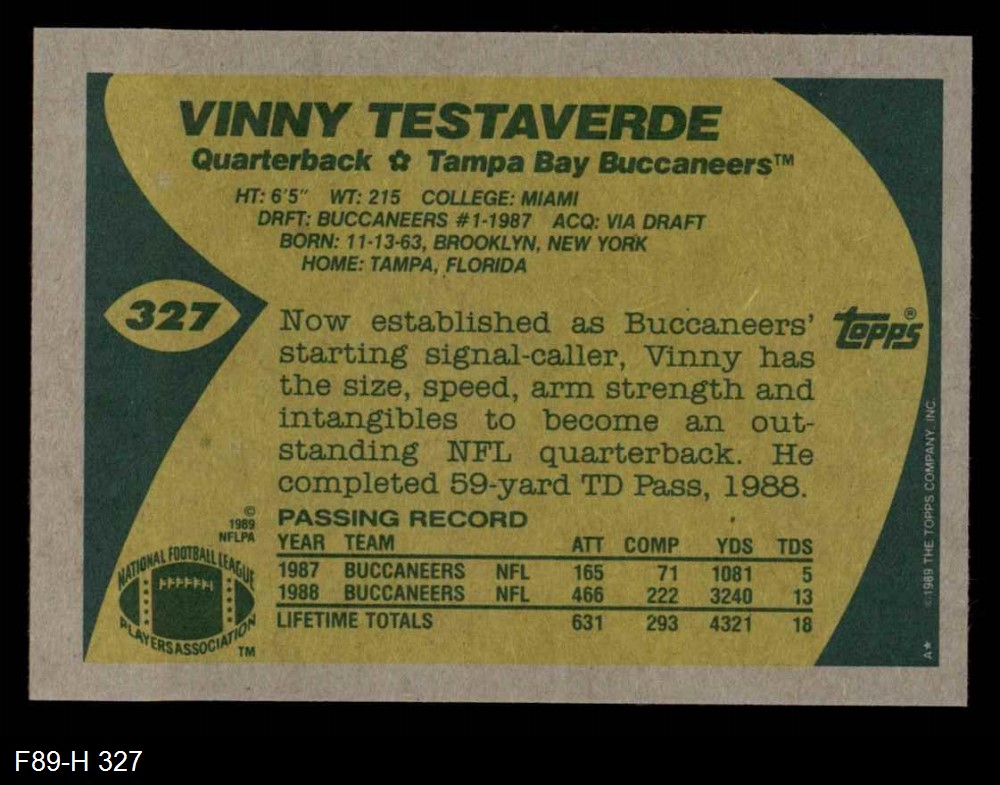 VINNY TESTAVERDE
Quarterback ✿ Tampa Bay Buccaneers™
HT: 6'5" WT: 215 COLLEGE: MIAMI
DRFT: BUCCANEERS #1-1987 ACQ: VIA DRAFT
BORN: 11-13-63, BROOKLYN, NEW YORK
HOME: TAMPA, FLORIDA
327
Now established as Buccaneers'
starting signal-caller, Vinny has
the size, speed, arm strength and
intangibles to become an out-
standing NFL quarterback. He
completed 59-yard TD Pass, 1988.
topps®
© 1989 THE TOPPS COMPANY, INC.
A★
©
1989
NFLPA
NATIONAL FOOTBALL LEAGUE
PLAYERS ASSOCIATION
TM
PASSING RECORD
YEAR TEAM ATT COMP YDS TDS
1987 BUCCANEERS NFL 165 71 1081 5
1988 BUCCANEERS NFL 466 222 3240 13
LIFETIME TOTALS 631 293 4321 18
F89-H 327